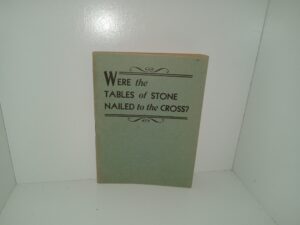 WERE the
TABLES of STONE
NAILED to the CROSS?